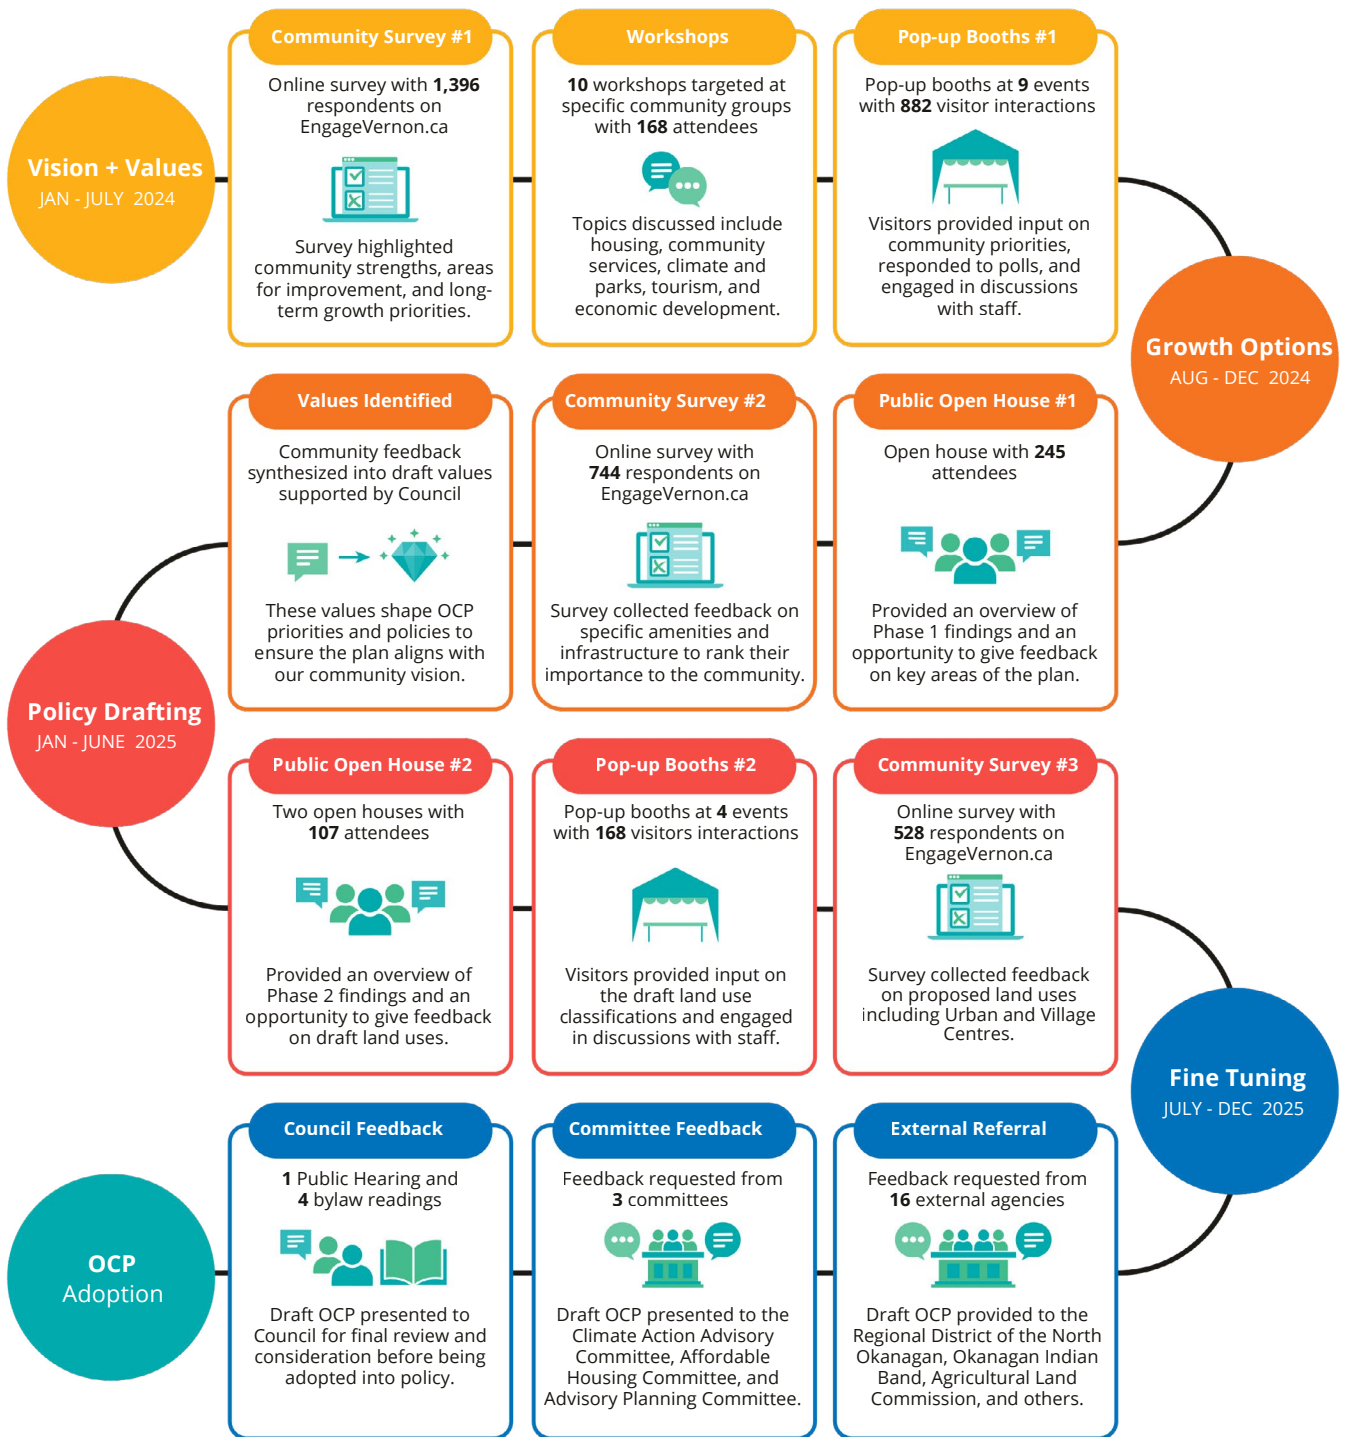 Vision + Values
JAN - JULY 2024
Community Survey #1
Online survey with 1,396
respondents on
EngageVernon.ca
Survey highlighted
community strengths, areas
for improvement, and long-
term growth priorities.
Workshops
10 workshops targeted at
specific community groups
with 168 attendees
Topics discussed include
housing, community
services, climate and
parks, tourism, and
economic development.
Pop-up Booths #1
Pop-up booths at 9 events
with 882 visitor interactions
Visitors provided input on
community priorities,
responded to polls, and
engaged in discussions
with staff.
Growth Options
AUG - DEC 2024
Public Open House #1
Open house with 245
attendees
Provided an overview of
Phase 1 findings and an
opportunity to give feedback
on key areas of the plan.
Community Survey #2
Online survey with
744 respondents on
EngageVernon.ca
Survey collected feedback on
specific amenities and
infrastructure to rank their
importance to the community.
Values Identified
Community feedback
synthesized into draft values
supported by Council
These values shape OCP
priorities and policies to
ensure the plan aligns with
our community vision.
Policy Drafting
JAN - JUNE 2025
Public Open House #2
Two open houses with
107 attendees
Provided an overview of
Phase 2 findings and an
opportunity to give feedback
on draft land uses.
Pop-up Booths #2
Pop-up booths at 4 events
with 168 visitors interactions
Visitors provided input on
the draft land use
classifications and engaged
in discussions with staff.
Community Survey #3
Online survey with
528 respondents on
EngageVernon.ca
Survey collected feedback
on proposed land uses
including Urban and Village
Centres.
Fine Tuning
JULY - DEC 2025
External Referral
Feedback requested from
16 external agencies
Draft OCP provided to the
Regional District of the North
Okanagan, Okanagan Indian
Band, Agricultural Land
Commission, and others.
Committee Feedback
Feedback requested from
3 committees
Draft OCP presented to the
Climate Action Advisory
Committee, Affordable
Housing Committee, and
Advisory Planning Committee.
Council Feedback
1 Public Hearing and
4 bylaw readings
Draft OCP presented to
Council for final review and
consideration before being
adopted into policy.
OCP
Adoption